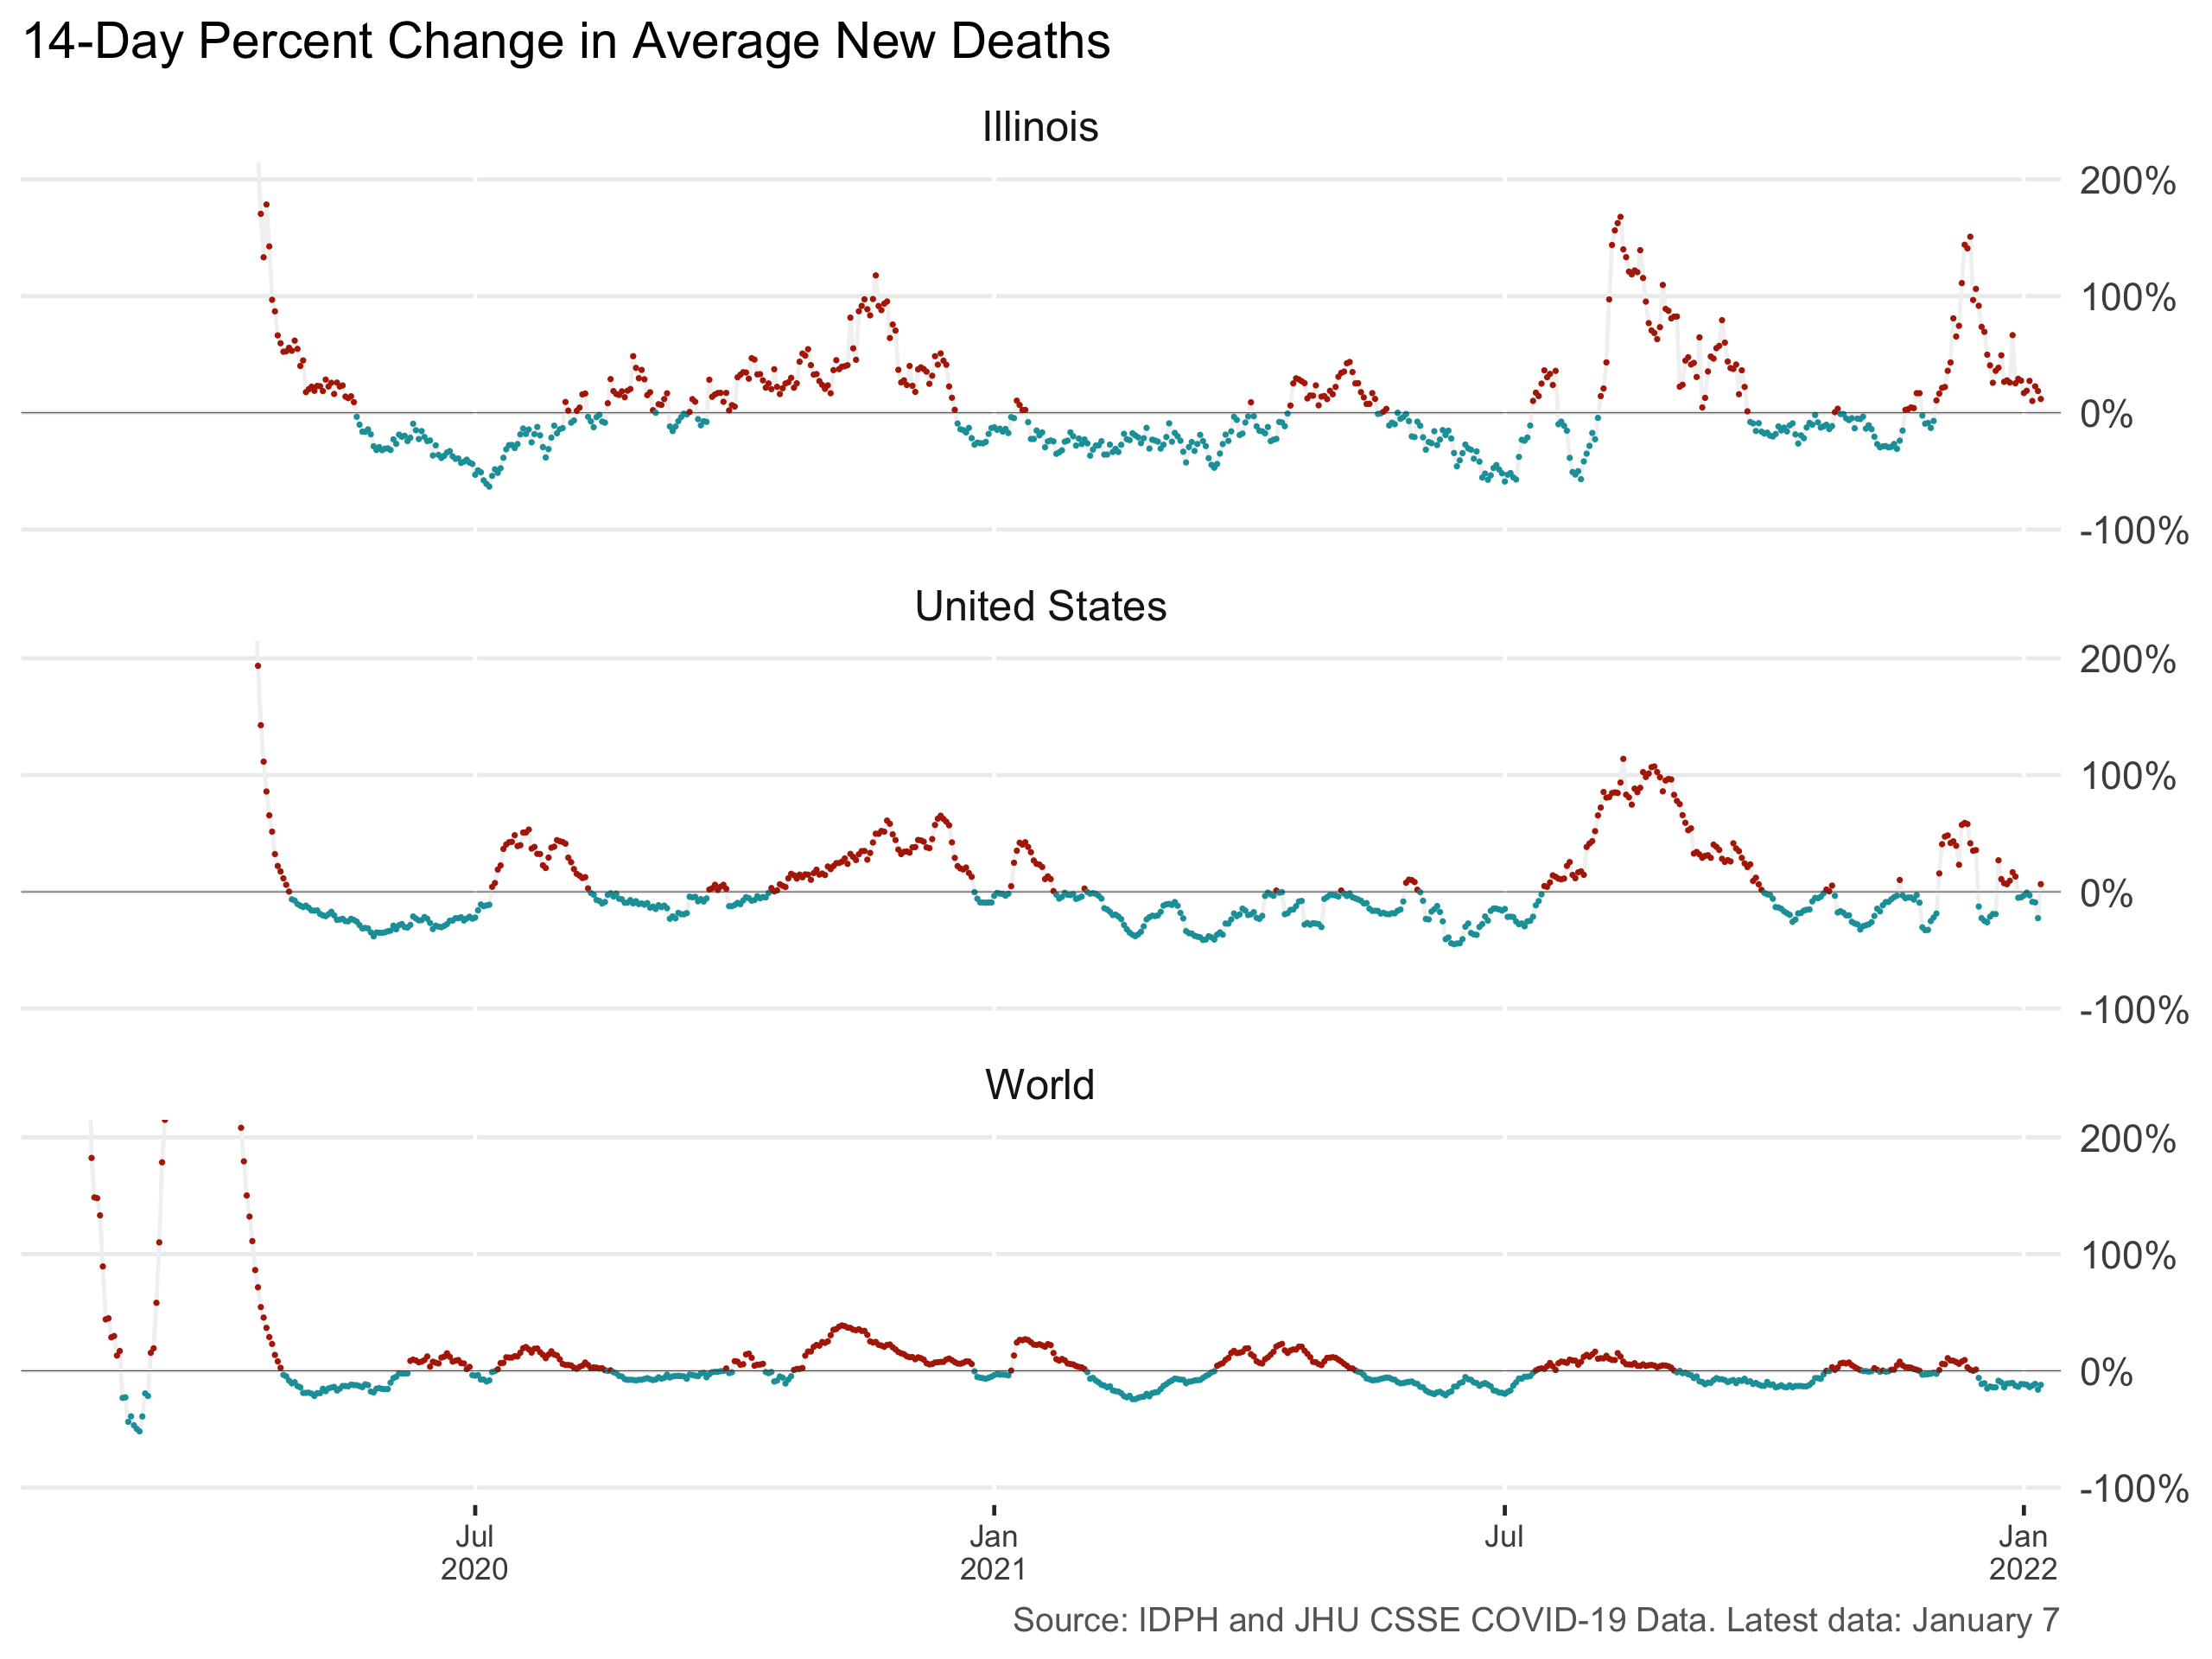 14-Day Percent Change in Average New Deaths
Illinois
200%
100%
0%
-100%
United States
200%
100%
0%
-100%
World
200%
100%
0%
-100%
Jul Jan Jul Jan
2020 2021 2022
Source: IDPH and JHU CSSE COVID-19 Data. Latest data: January 7